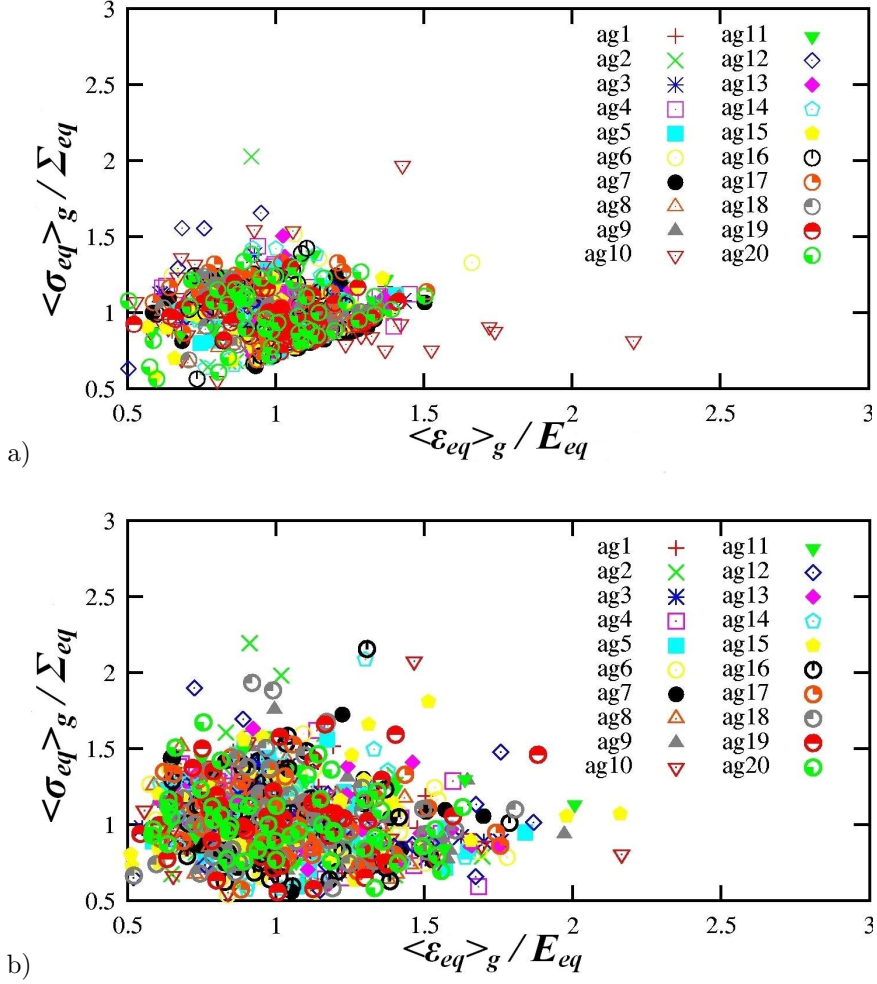 3
2.5
2
1.5
1
0.5
<σeq>g / Σeq
ag1 ag11
ag2 ag12
ag3 ag13
ag4 ag14
ag5 ag15
ag6 ag16
ag7 ag17
ag8 ag18
ag9 ag19
ag10 ag20
0.5 1 1.5 2 2.5 3
<εeq>g / Eeq
a)
3
2.5
2
1.5
1
0.5
<σeq>g / Σeq
ag1 ag11
ag2 ag12
ag3 ag13
ag4 ag14
ag5 ag15
ag6 ag16
ag7 ag17
ag8 ag18
ag9 ag19
ag10 ag20
0.5 1 1.5 2 2.5 3
<εeq>g / Eeq
b)